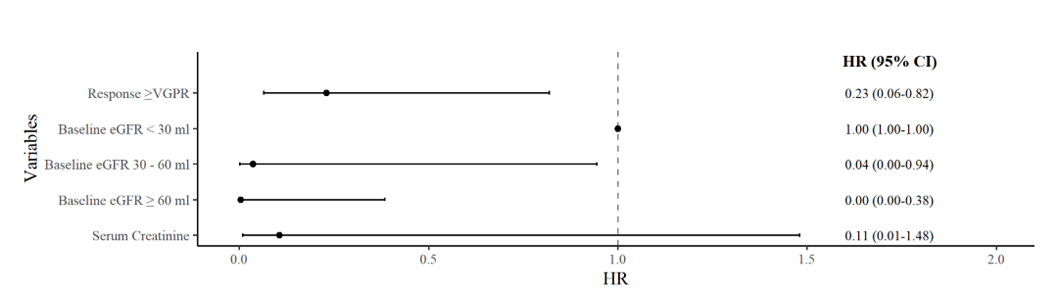 HR (95% CI)
Response ≥VGPR 0.23 (0.06-0.82)
Baseline eGFR < 30 ml 1.00 (1.00-1.00)
Baseline eGFR 30 - 60 ml 0.04 (0.00-0.94)
Baseline eGFR ≥ 60 ml 0.00 (0.00-0.38)
Serum Creatinine 0.11 (0.01-1.48)
Variables
0.0 0.5 1.0 1.5 2.0
HR